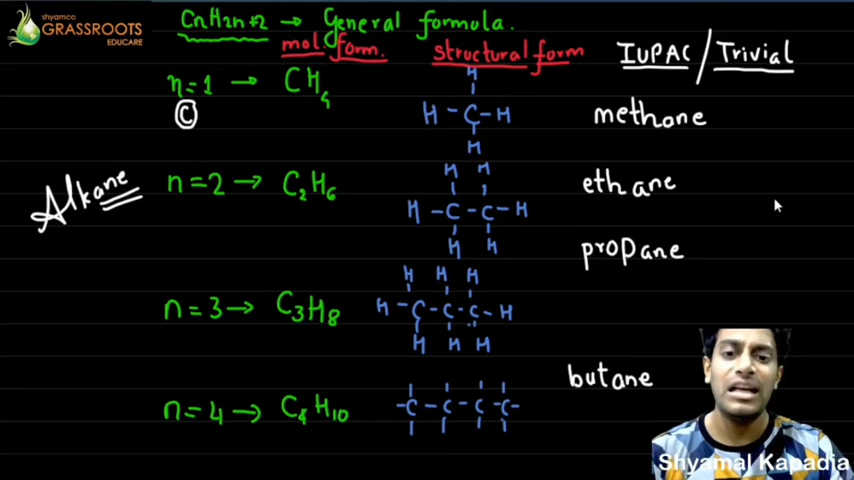 shyamco
GRASSROOTS
EDUCARE
CnH2n+2 → General formula.
mol. form. structural form IUPAC / Trivial
n=1 → CH4 methane
C
H
H - C - H
H
Alkane
n=2 → C2H6 ethane
H H
H - C - C - H
H H
propane
n=3 → C3H8
H H H
H - C - C - C - H
H H H
butane
n=4 → C4H10
- C - C - C - C -
Shyamal Kapadia